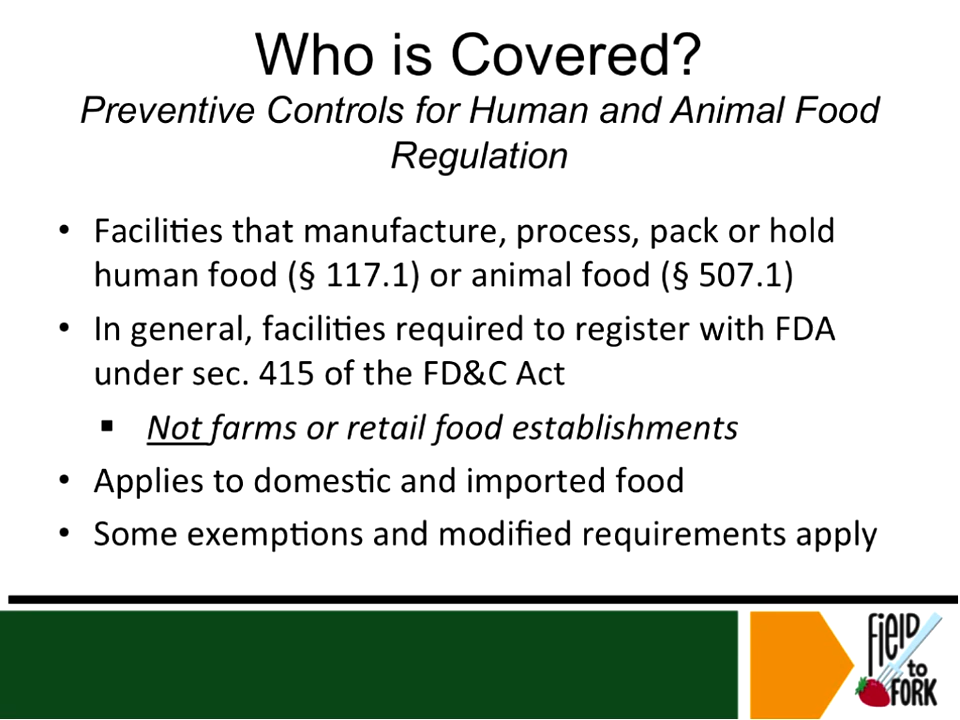 Who is Covered?
Preventive Controls for Human and Animal Food
Regulation
• Facilities that manufacture, process, pack or hold
human food (§ 117.1) or animal food (§ 507.1)
• In general, facilities required to register with FDA
under sec. 415 of the FD&C Act
▪ Not farms or retail food establishments
• Applies to domestic and imported food
• Some exemptions and modified requirements apply
FiElD
to
FORK